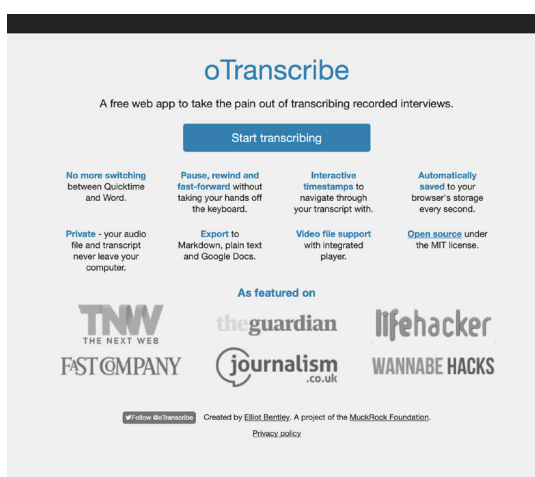 oTranscribe
A free web app to take the pain out of transcribing recorded interviews.
Start transcribing
No more switching
between Quicktime
and Word.
Pause, rewind and
fast-forward without
taking your hands off
the keyboard.
Interactive
timestamps to
navigate through
your transcript with.
Automatically
saved to your
browser's storage
every second.
Private - your audio
file and transcript
never leave your
computer.
Export to
Markdown, plain text
and Google Docs.
Video file support
with integrated
player.
Open source under
the MIT license.
As featured on
TNW
THE NEXT WEB
theguardian
lifehacker
FAST COMPANY
journalism
.co.uk
WANNABE HACKS
Follow @oTranscribe
Created by Elliot Bentley. A project of the MuckRock Foundation.
Privacy policy